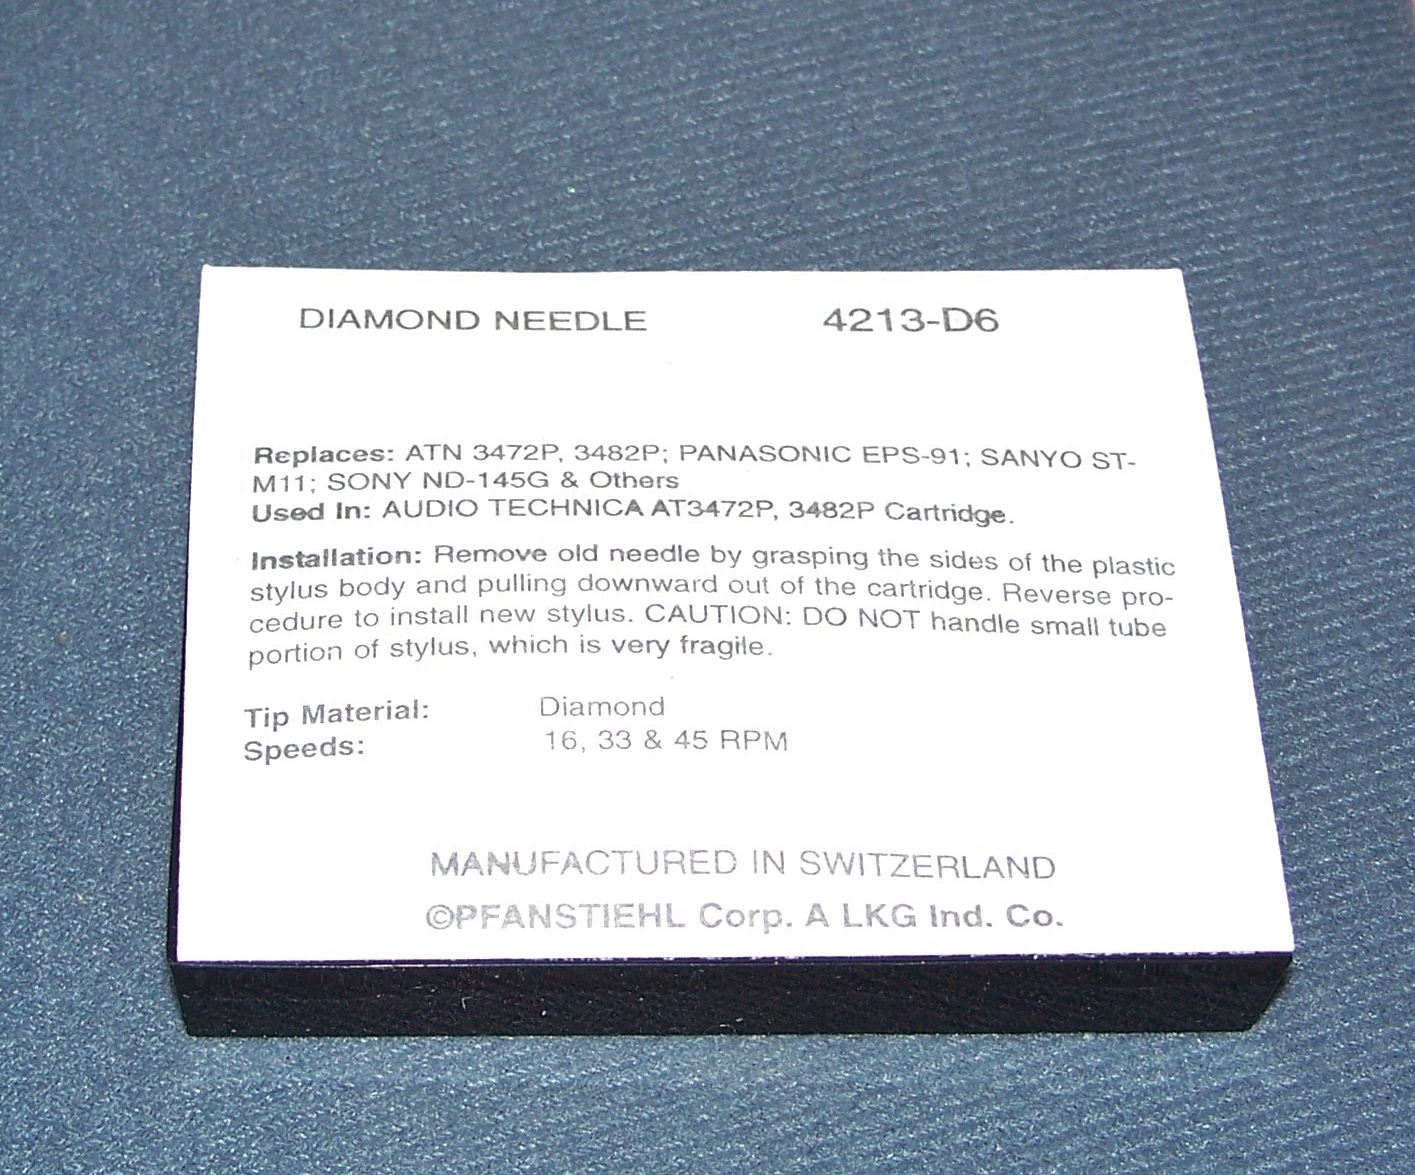 DIAMOND NEEDLE 4213-D6
Replaces: ATN 3472P, 3482P; PANASONIC EPS-91; SANYO ST-
M11; SONY ND-145G & Others
Used In: AUDIO TECHNICA AT3472P, 3482P Cartridge.
Installation: Remove old needle by grasping the sides of the plastic
stylus body and pulling downward out of the cartridge. Reverse pro-
cedure to install new stylus. CAUTION: DO NOT handle small tube
portion of stylus, which is very fragile.
Tip Material: Diamond
Speeds: 16, 33 & 45 RPM
MANUFACTURED IN SWITZERLAND
©PFANSTIEHL Corp. A LKG Ind. Co.